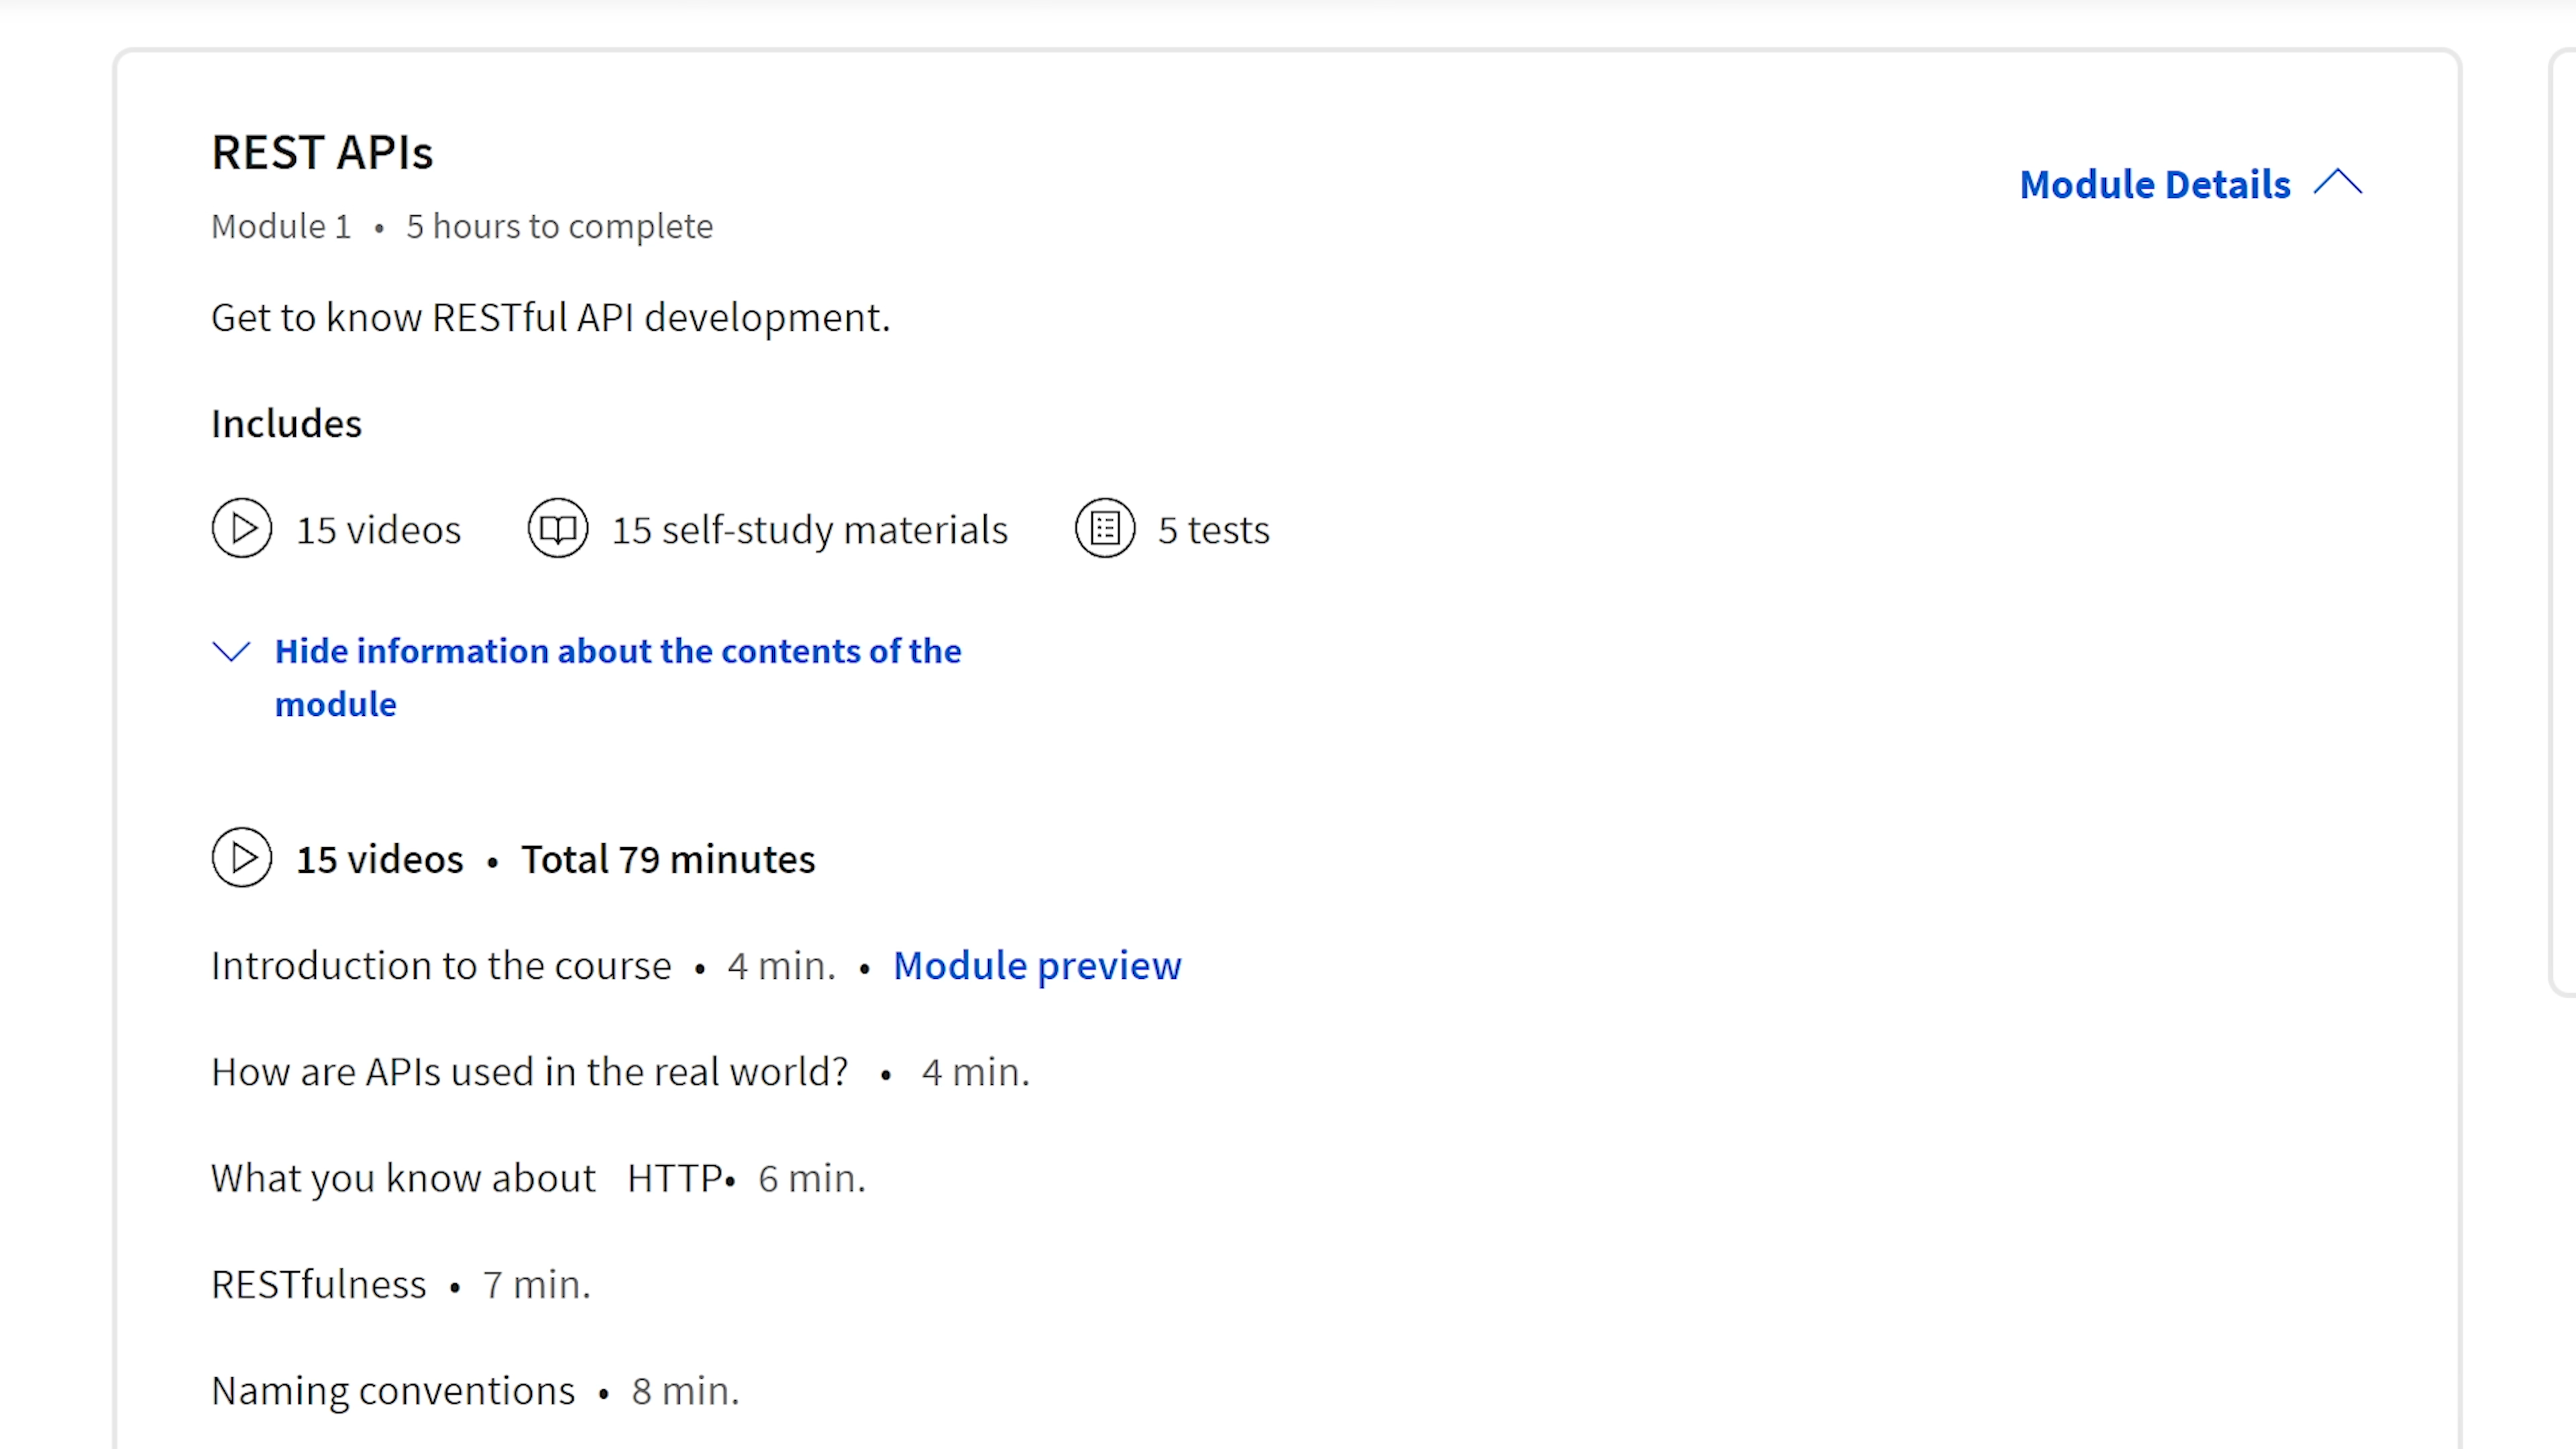 REST APIs
Module Details
Module 1 • 5 hours to complete
Get to know RESTful API development.
Includes
15 videos 15 self-study materials 5 tests
Hide information about the contents of the
module
15 videos • Total 79 minutes
Introduction to the course • 4 min. • Module preview
How are APIs used in the real world? • 4 min.
What you know about HTTP• 6 min.
RESTfulness • 7 min.
Naming conventions • 8 min.